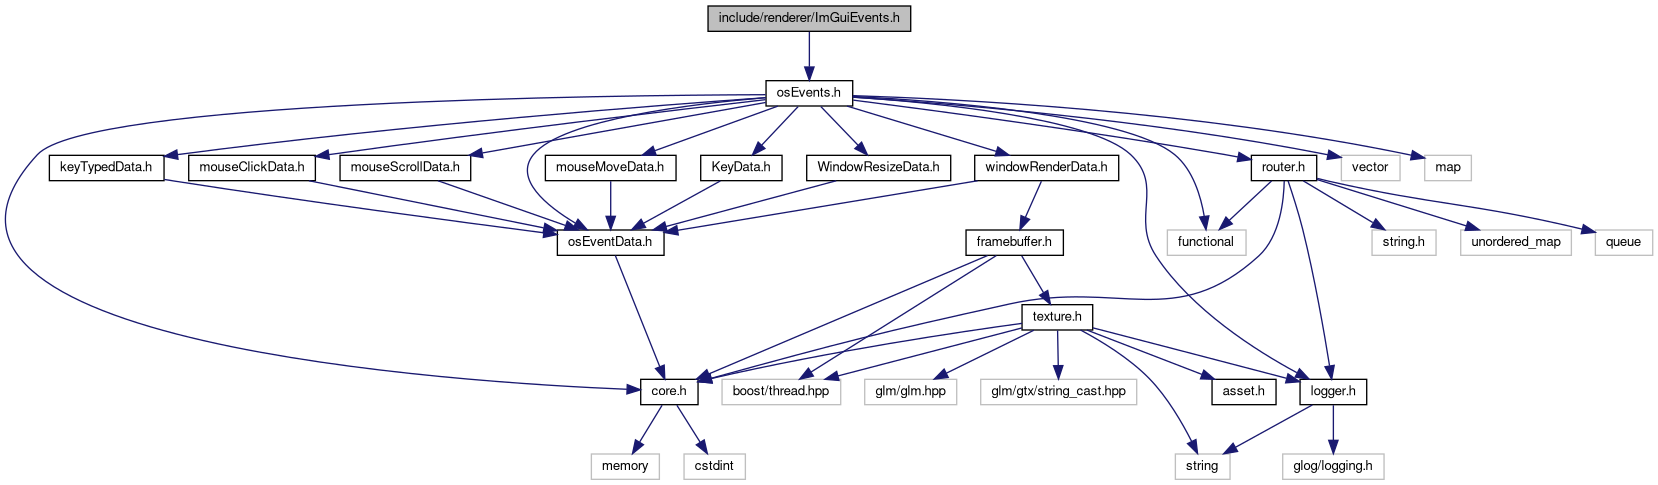 include/renderer/ImGuiEvents.h
osEvents.h
keyTypedData.h
mouseClickData.h
mouseScrollData.h
mouseMoveData.h
KeyData.h
WindowResizeData.h
windowRenderData.h
router.h
vector
map
osEventData.h
framebuffer.h
functional
string.h
unordered_map
queue
texture.h
core.h
boost/thread.hpp
glm/glm.hpp
glm/gtx/string_cast.hpp
asset.h
logger.h
memory
cstdint
string
glog/logging.h